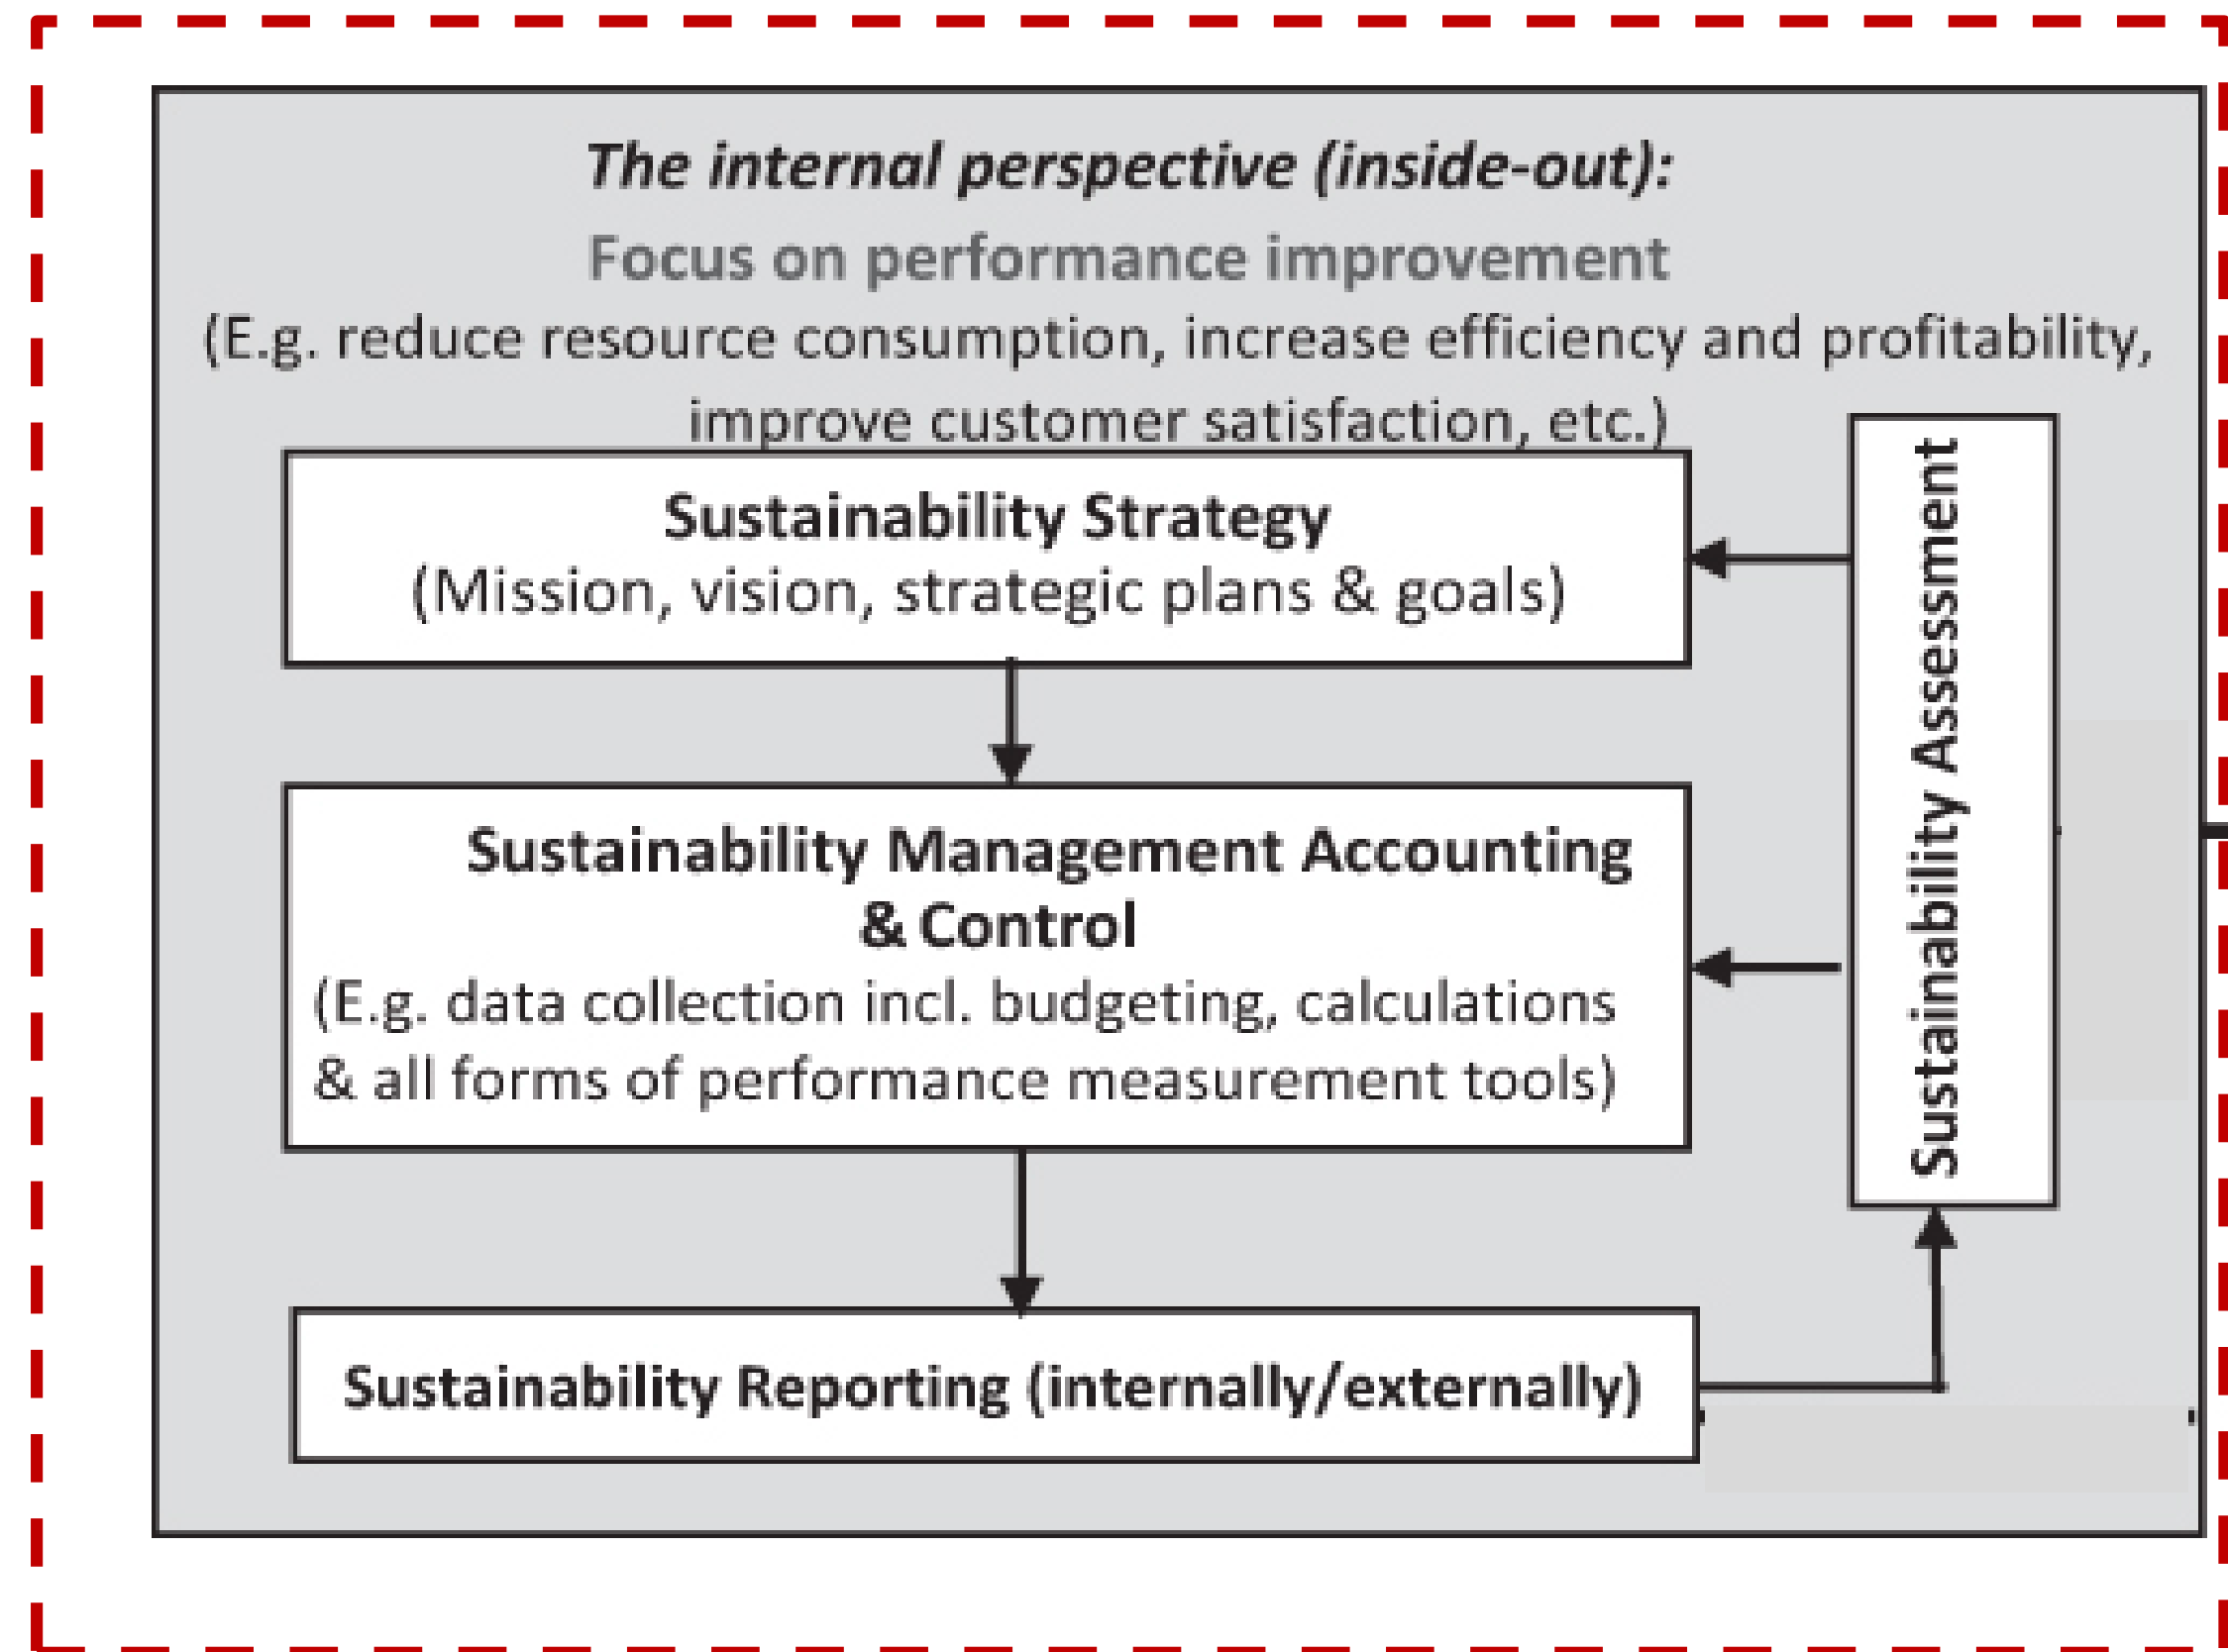 The internal perspective (inside-out):
Focus on performance improvement
(E.g. reduce resource consumption, increase efficiency and profitability,
improve customer satisfaction, etc.)
Sustainability Strategy
(Mission, vision, strategic plans & goals)
Sustainability Management Accounting
& Control
(E.g. data collection incl. budgeting, calculations
& all forms of performance measurement tools)
Sustainability Reporting (internally/externally)
Sustainability Assessment